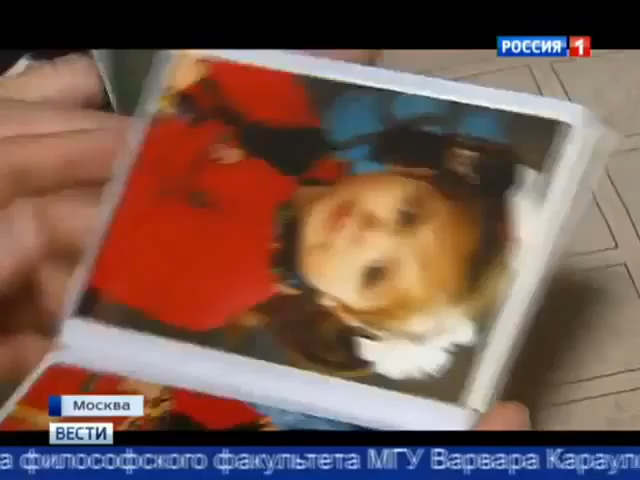 РОССИЯ 1
Москва
ВЕСТИ
а философского факультета МГУ Варвара Караул